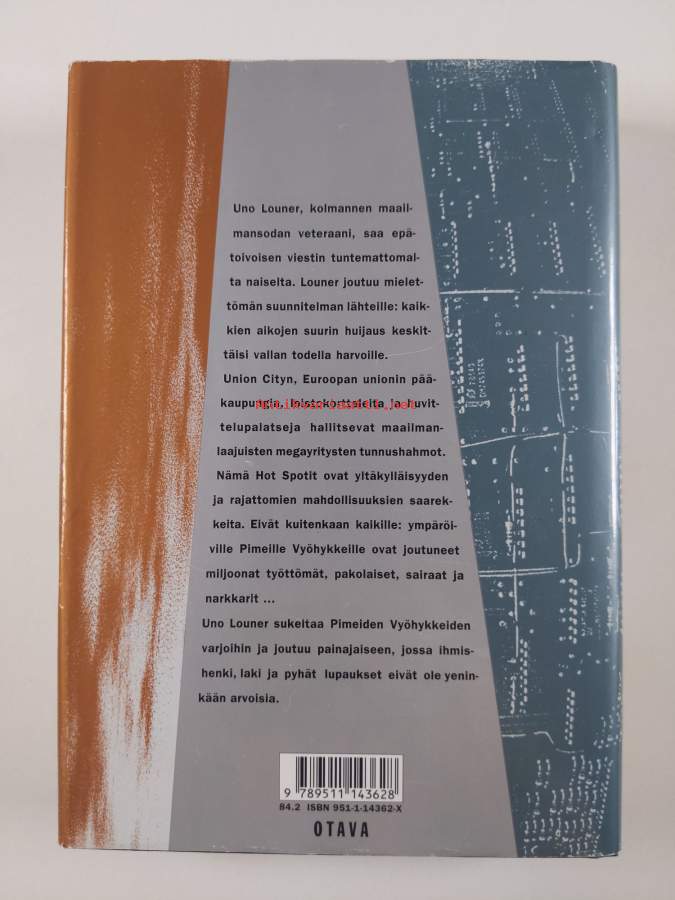 Uno Louner, kolmannen maail-
mansodan veteraani, saa epä-
toivoisen viestin tuntemattomal-
ta naiselta. Louner joutuu mielet-
tömän suunnitelman lähteille: kaik-
kien aikojen suurin huijaus keskit-
täisi vallan todella harvoille.
Union Cityn, Euroopan unionin pää-
kaupungin, loistokortteleita ja huvit-
telupalatseja hallitsevat maailman-
laajuisten megayritysten tunnushahmot.
Nämä Hot Spotit ovat yltäkylläisyyden
ja rajattomien mahdollisuuksien saarek-
keita. Eivät kuitenkaan kaikille: ympäröi-
ville Pimeille Vyöhykkeille ovat joutuneet
miljoonat työttömät, pakolaiset, sairaat ja
narkkarit ...
Uno Louner sukeltaa Pimeiden Vyöhykkeiden
varjoihin ja joutuu painajaiseen, jossa ihmis-
henki, laki ja pyhät lupaukset eivät ole yenin-
kään arvoisia.
9 789511 143628
84.2 ISBN 951-1-14362-X
OTAVA